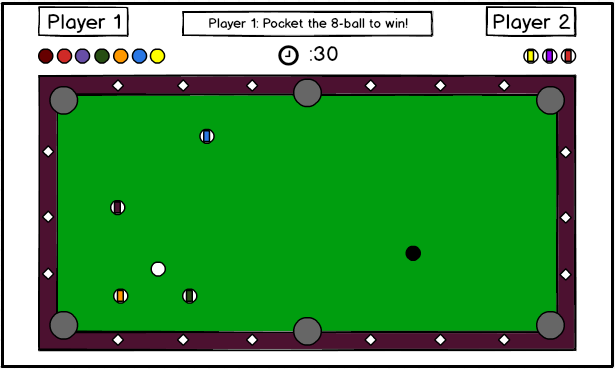 Player 1
Player 1: Pocket the 8-ball to win!
Player 2
:30